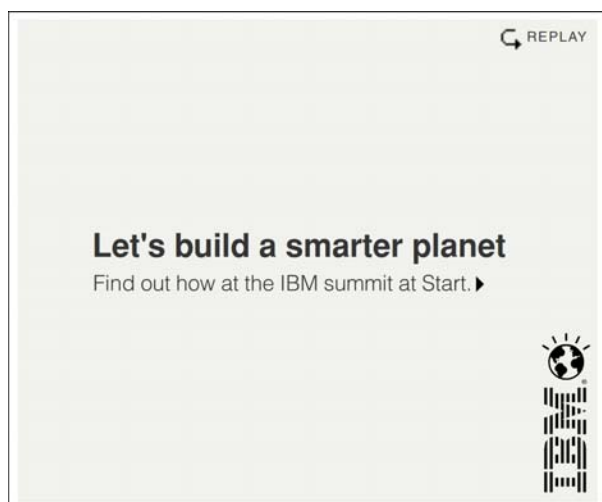 REPLAY
Let's build a smarter planet
Find out how at the IBM summit at Start.
IBM®